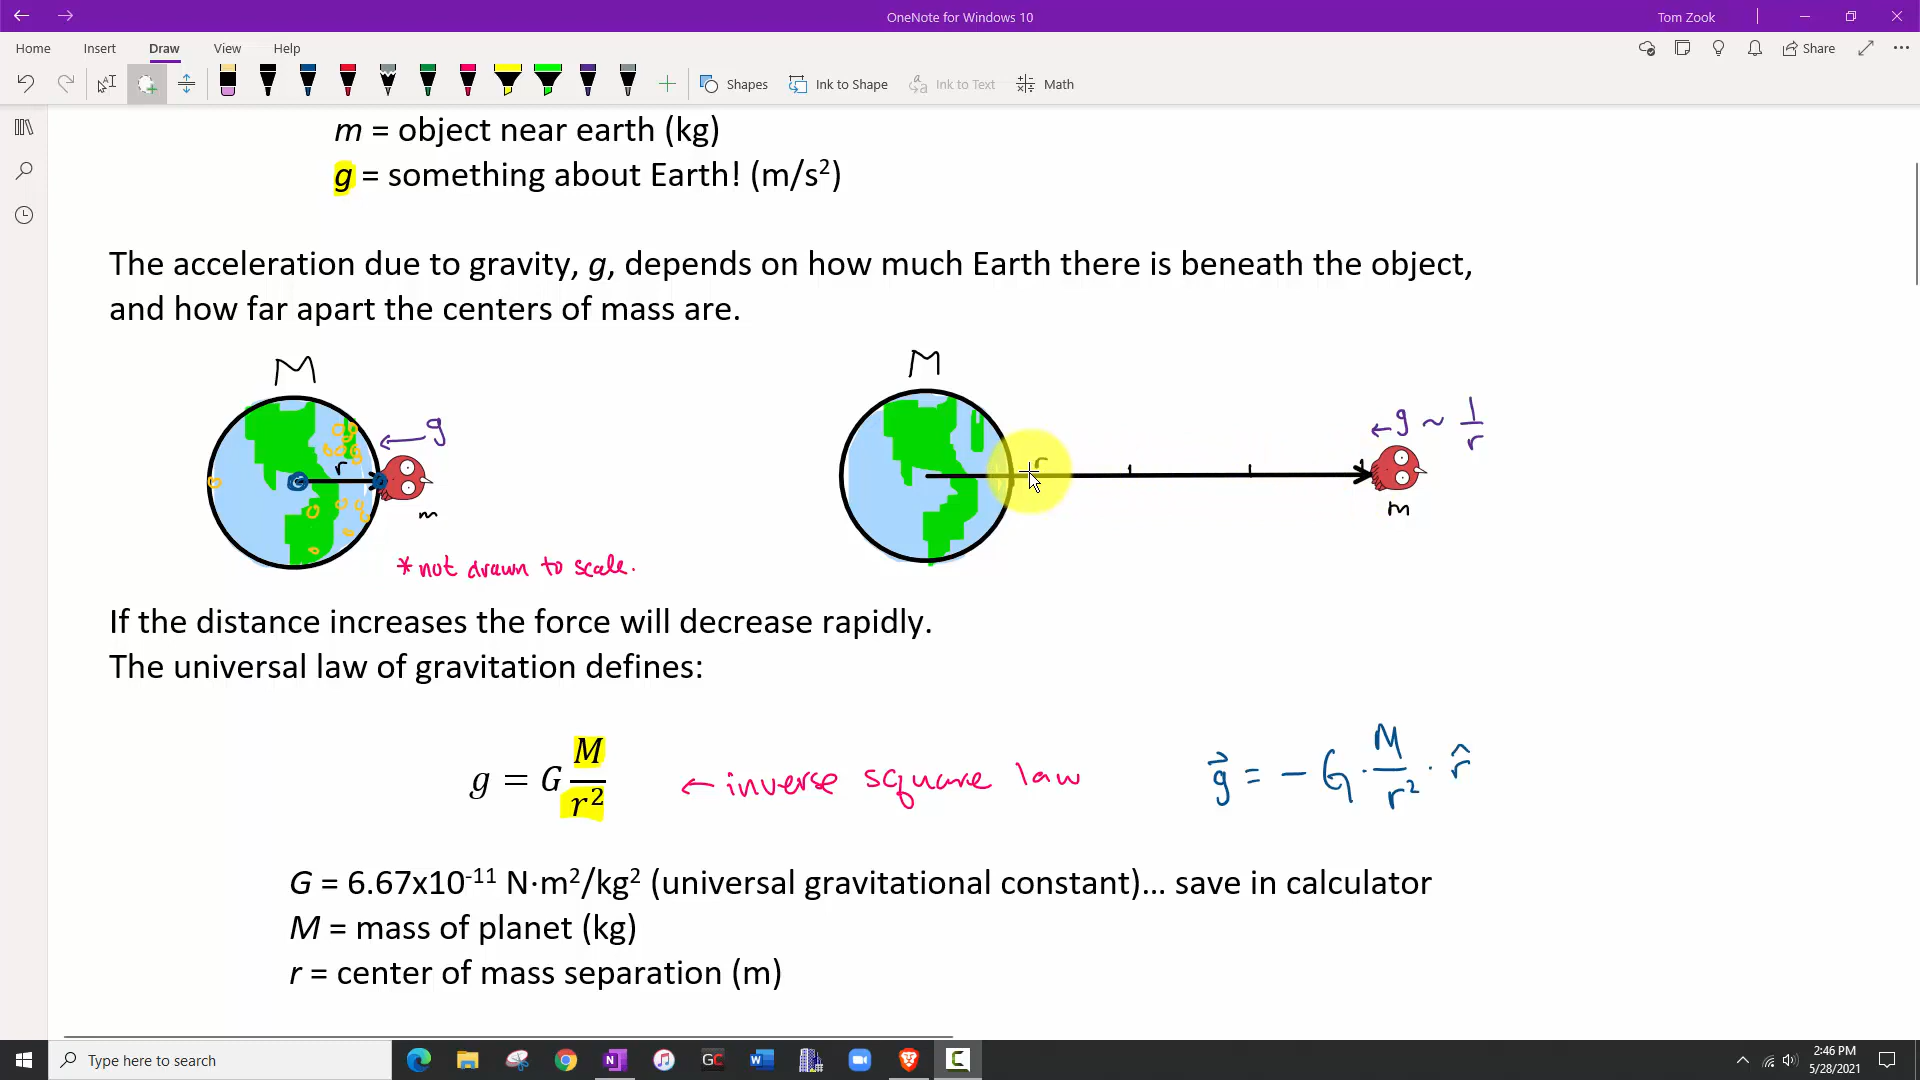 OneNote for Windows 10
Tom Zook
Home Insert Draw View Help
Share
Shapes Ink to Shape Ink to Text Math
m = object near earth (kg)
g = something about Earth! (m/s²)
The acceleration due to gravity, g, depends on how much Earth there is beneath the object,
and how far apart the centers of mass are.
M
M
← g
← g ~ 1/r
r
r
m
m
*not drawn to scale.
If the distance increases the force will decrease rapidly.
The universal law of gravitation defines:
g = G M/r²
← inverse square law
g⃗ = - G · M/r² · r̂
G = 6.67x10⁻¹¹ N·m²/kg² (universal gravitational constant)... save in calculator
M = mass of planet (kg)
r = center of mass separation (m)
Type here to search
GC
2:46 PM
5/28/2021